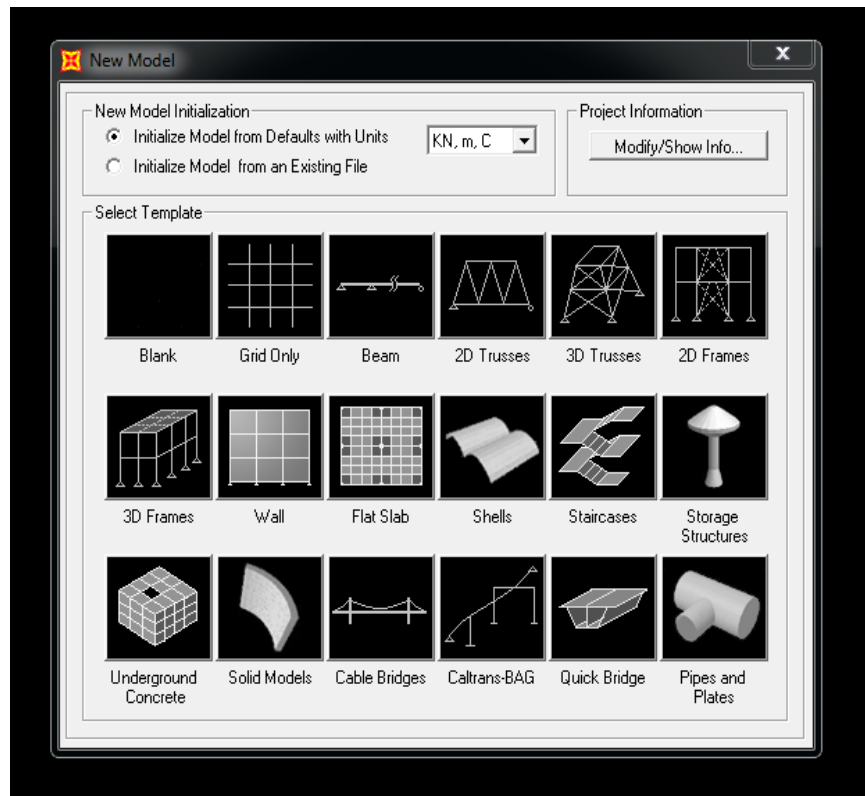 New Model
x
New Model Initialization
Initialize Model from Defaults with Units
KN, m, C
Initialize Model from an Existing File
Project Information
Modify/Show Info...
Select Template
Blank
Grid Only
Beam
2D Trusses
3D Trusses
2D Frames
3D Frames
Wall
Flat Slab
Shells
Staircases
Storage
Structures
Underground
Concrete
Solid Models
Cable Bridges
Caltrans-BAG
Quick Bridge
Pipes and
Plates